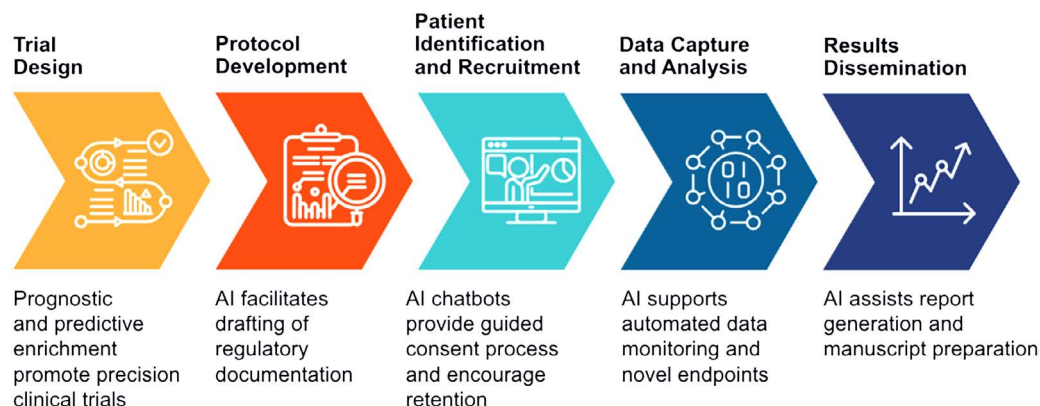 Trial
Design
Protocol
Development
Patient
Identification
and Recruitment
Data Capture
and Analysis
Results
Dissemination
01
10
Prognostic
and predictive
enrichment
promote precision
clinical trials
AI facilitates
drafting of
regulatory
documentation
AI chatbots
provide guided
consent process
and encourage
retention
AI supports
automated data
monitoring and
novel endpoints
AI assists report
generation and
manuscript preparation